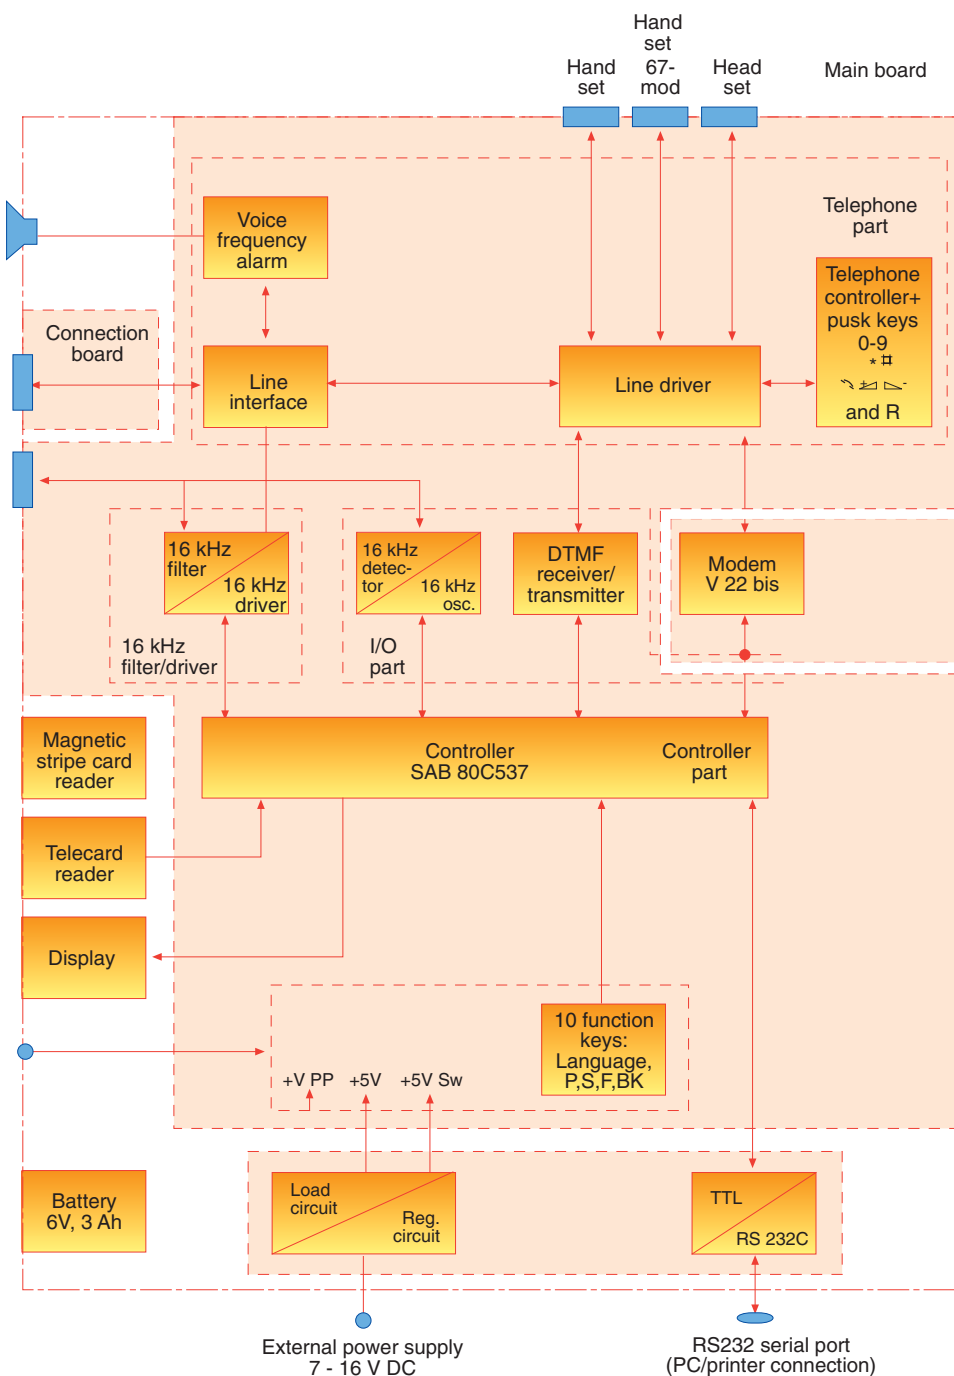 Hand
set
Hand
set
67-
mod
Head
set
Main board
Voice
frequency
alarm
Telephone
part
Telephone
controller+
pusk keys
0-9
* #
and R
Connection
board
Line
interface
Line driver
16 kHz
filter
16 kHz
driver
16 kHz
detec-
tor
16 kHz
osc.
DTMF
receiver/
transmitter
Modem
V 22 bis
16 kHz
filter/driver
I/O
part
Magnetic
stripe card
reader
Controller
SAB 80C537
Controller
part
Telecard
reader
Display
10 function
keys:
Language,
P,S,F,BK
+V PP
+5V
+5V Sw
Battery
6V, 3 Ah
Load
circuit
Reg.
circuit
TTL
RS 232C
External power supply
7 - 16 V DC
RS232 serial port
(PC/printer connection)